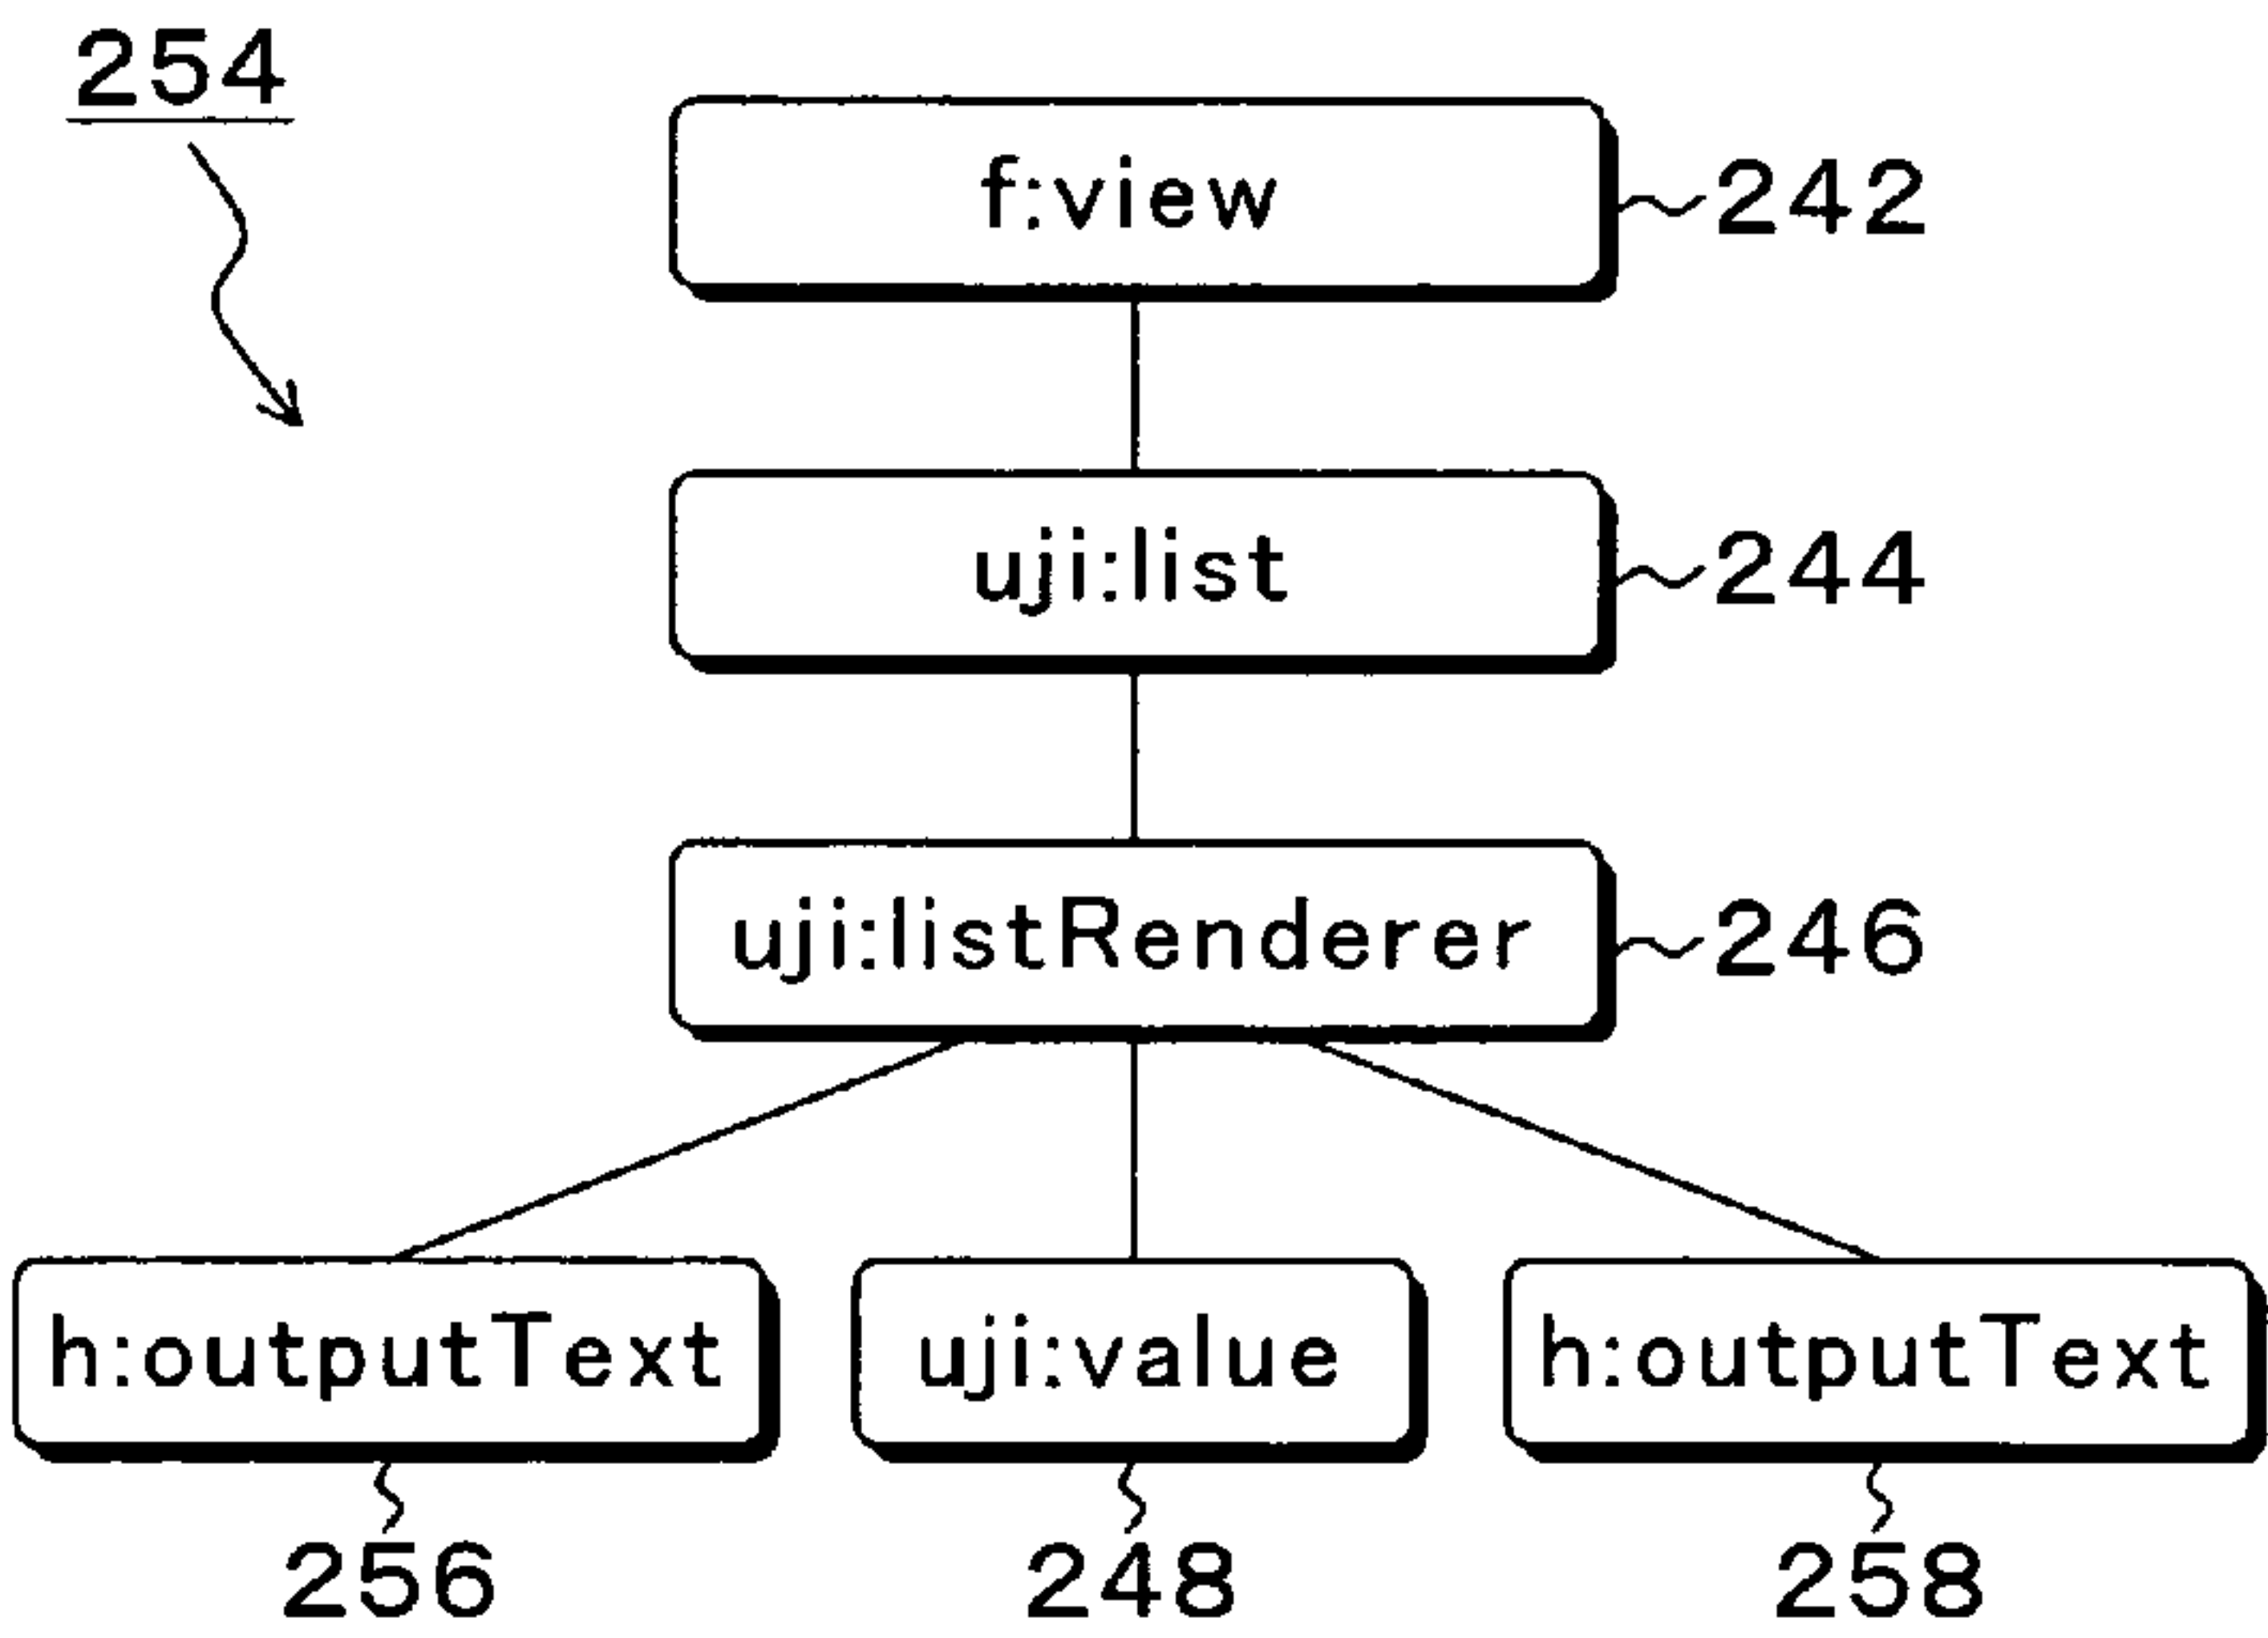 254
f:view 242
uji:list 244
uji:listRenderer 246
h:outputText uji:value h:outputText
256 248 258